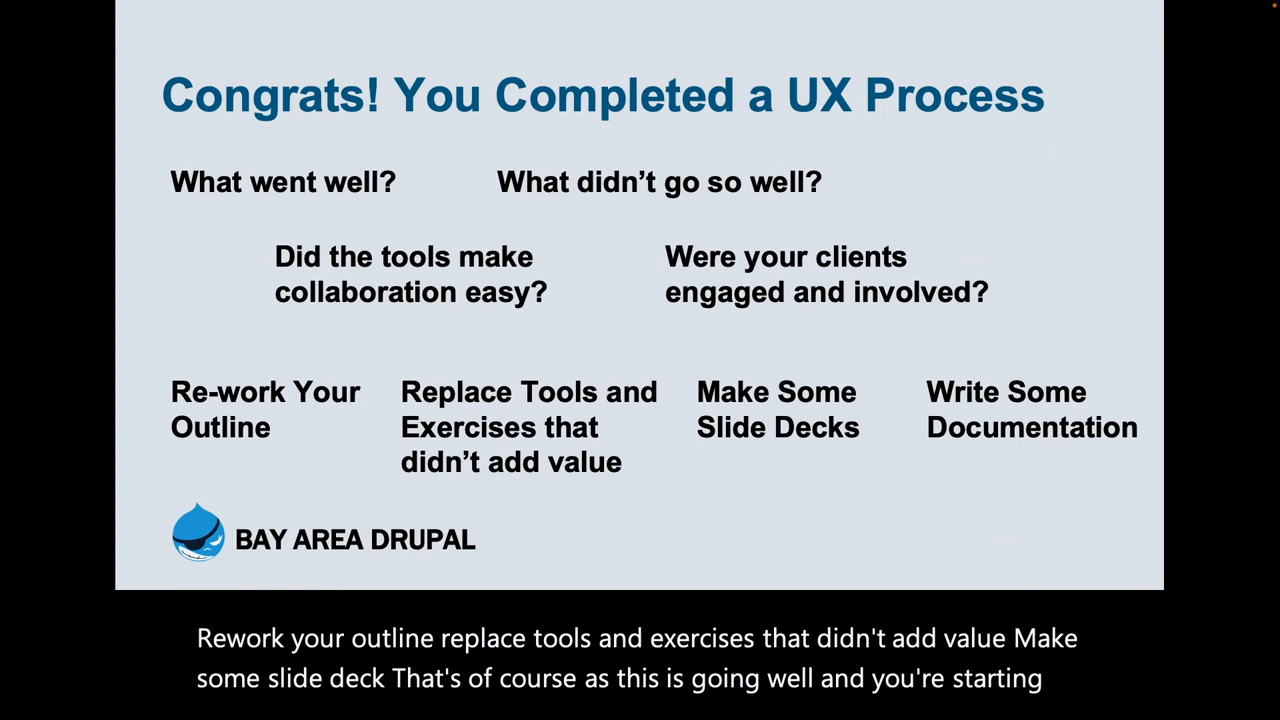 Congrats! You Completed a UX Process
What went well?
What didn’t go so well?
Did the tools make
collaboration easy?
Were your clients
engaged and involved?
Re-work Your
Outline
Replace Tools and
Exercises that
didn’t add value
Make Some
Slide Decks
Write Some
Documentation
BAY AREA DRUPAL
Rework your outline replace tools and exercises that didn't add value Make
some slide deck That's of course as this is going well and you're starting